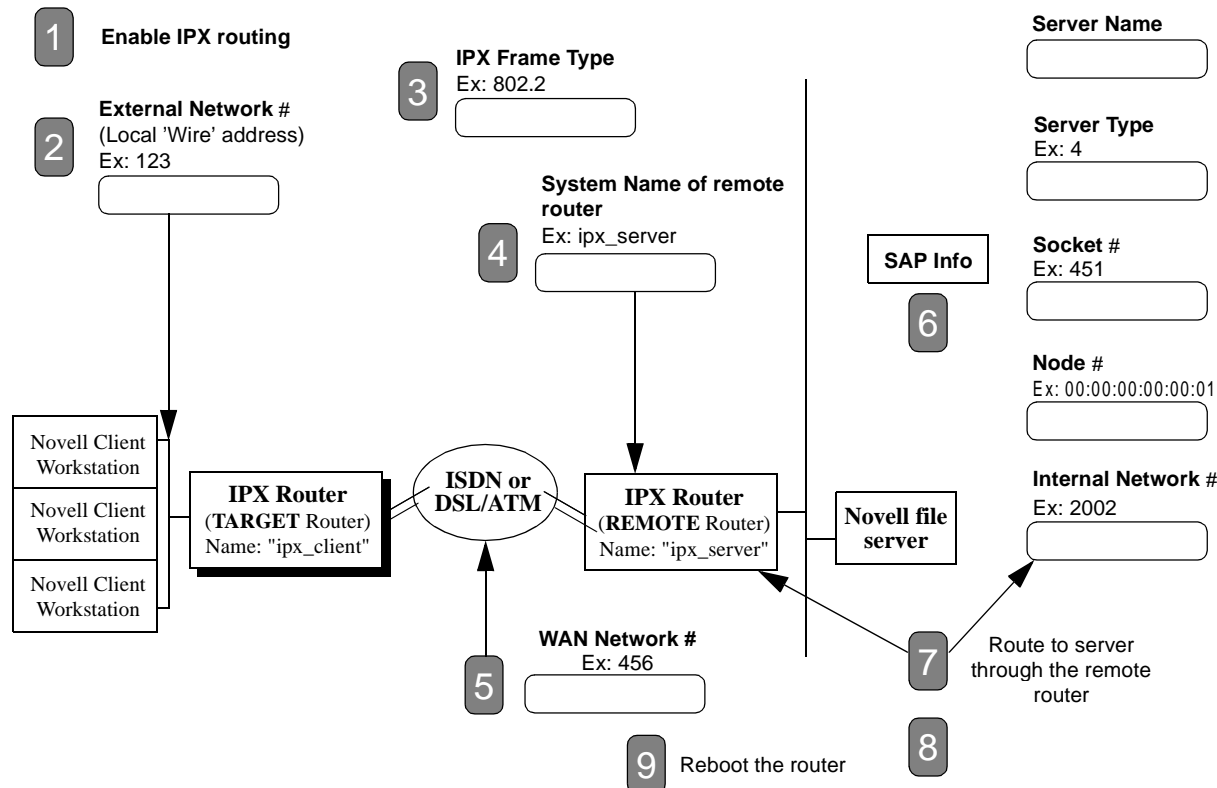 1
Enable IPX routing
2
External Network #
(Local 'Wire' address)
Ex: 123
3
IPX Frame Type
Ex: 802.2
4
System Name of remote
router
Ex: ipx_server
SAP Info
6
Server Name
Server Type
Ex: 4
Socket #
Ex: 451
Node #
Ex: 00:00:00:00:00:01
Internal Network #
Ex: 2002
Novell Client
Workstation
Novell Client
Workstation
Novell Client
Workstation
IPX Router
(TARGET Router)
Name: "ipx_client"
ISDN or
DSL/ATM
IPX Router
(REMOTE Router)
Name: "ipx_server"
Novell file
server
5
WAN Network #
Ex: 456
7
Route to server
through the remote
router
8
9
Reboot the router